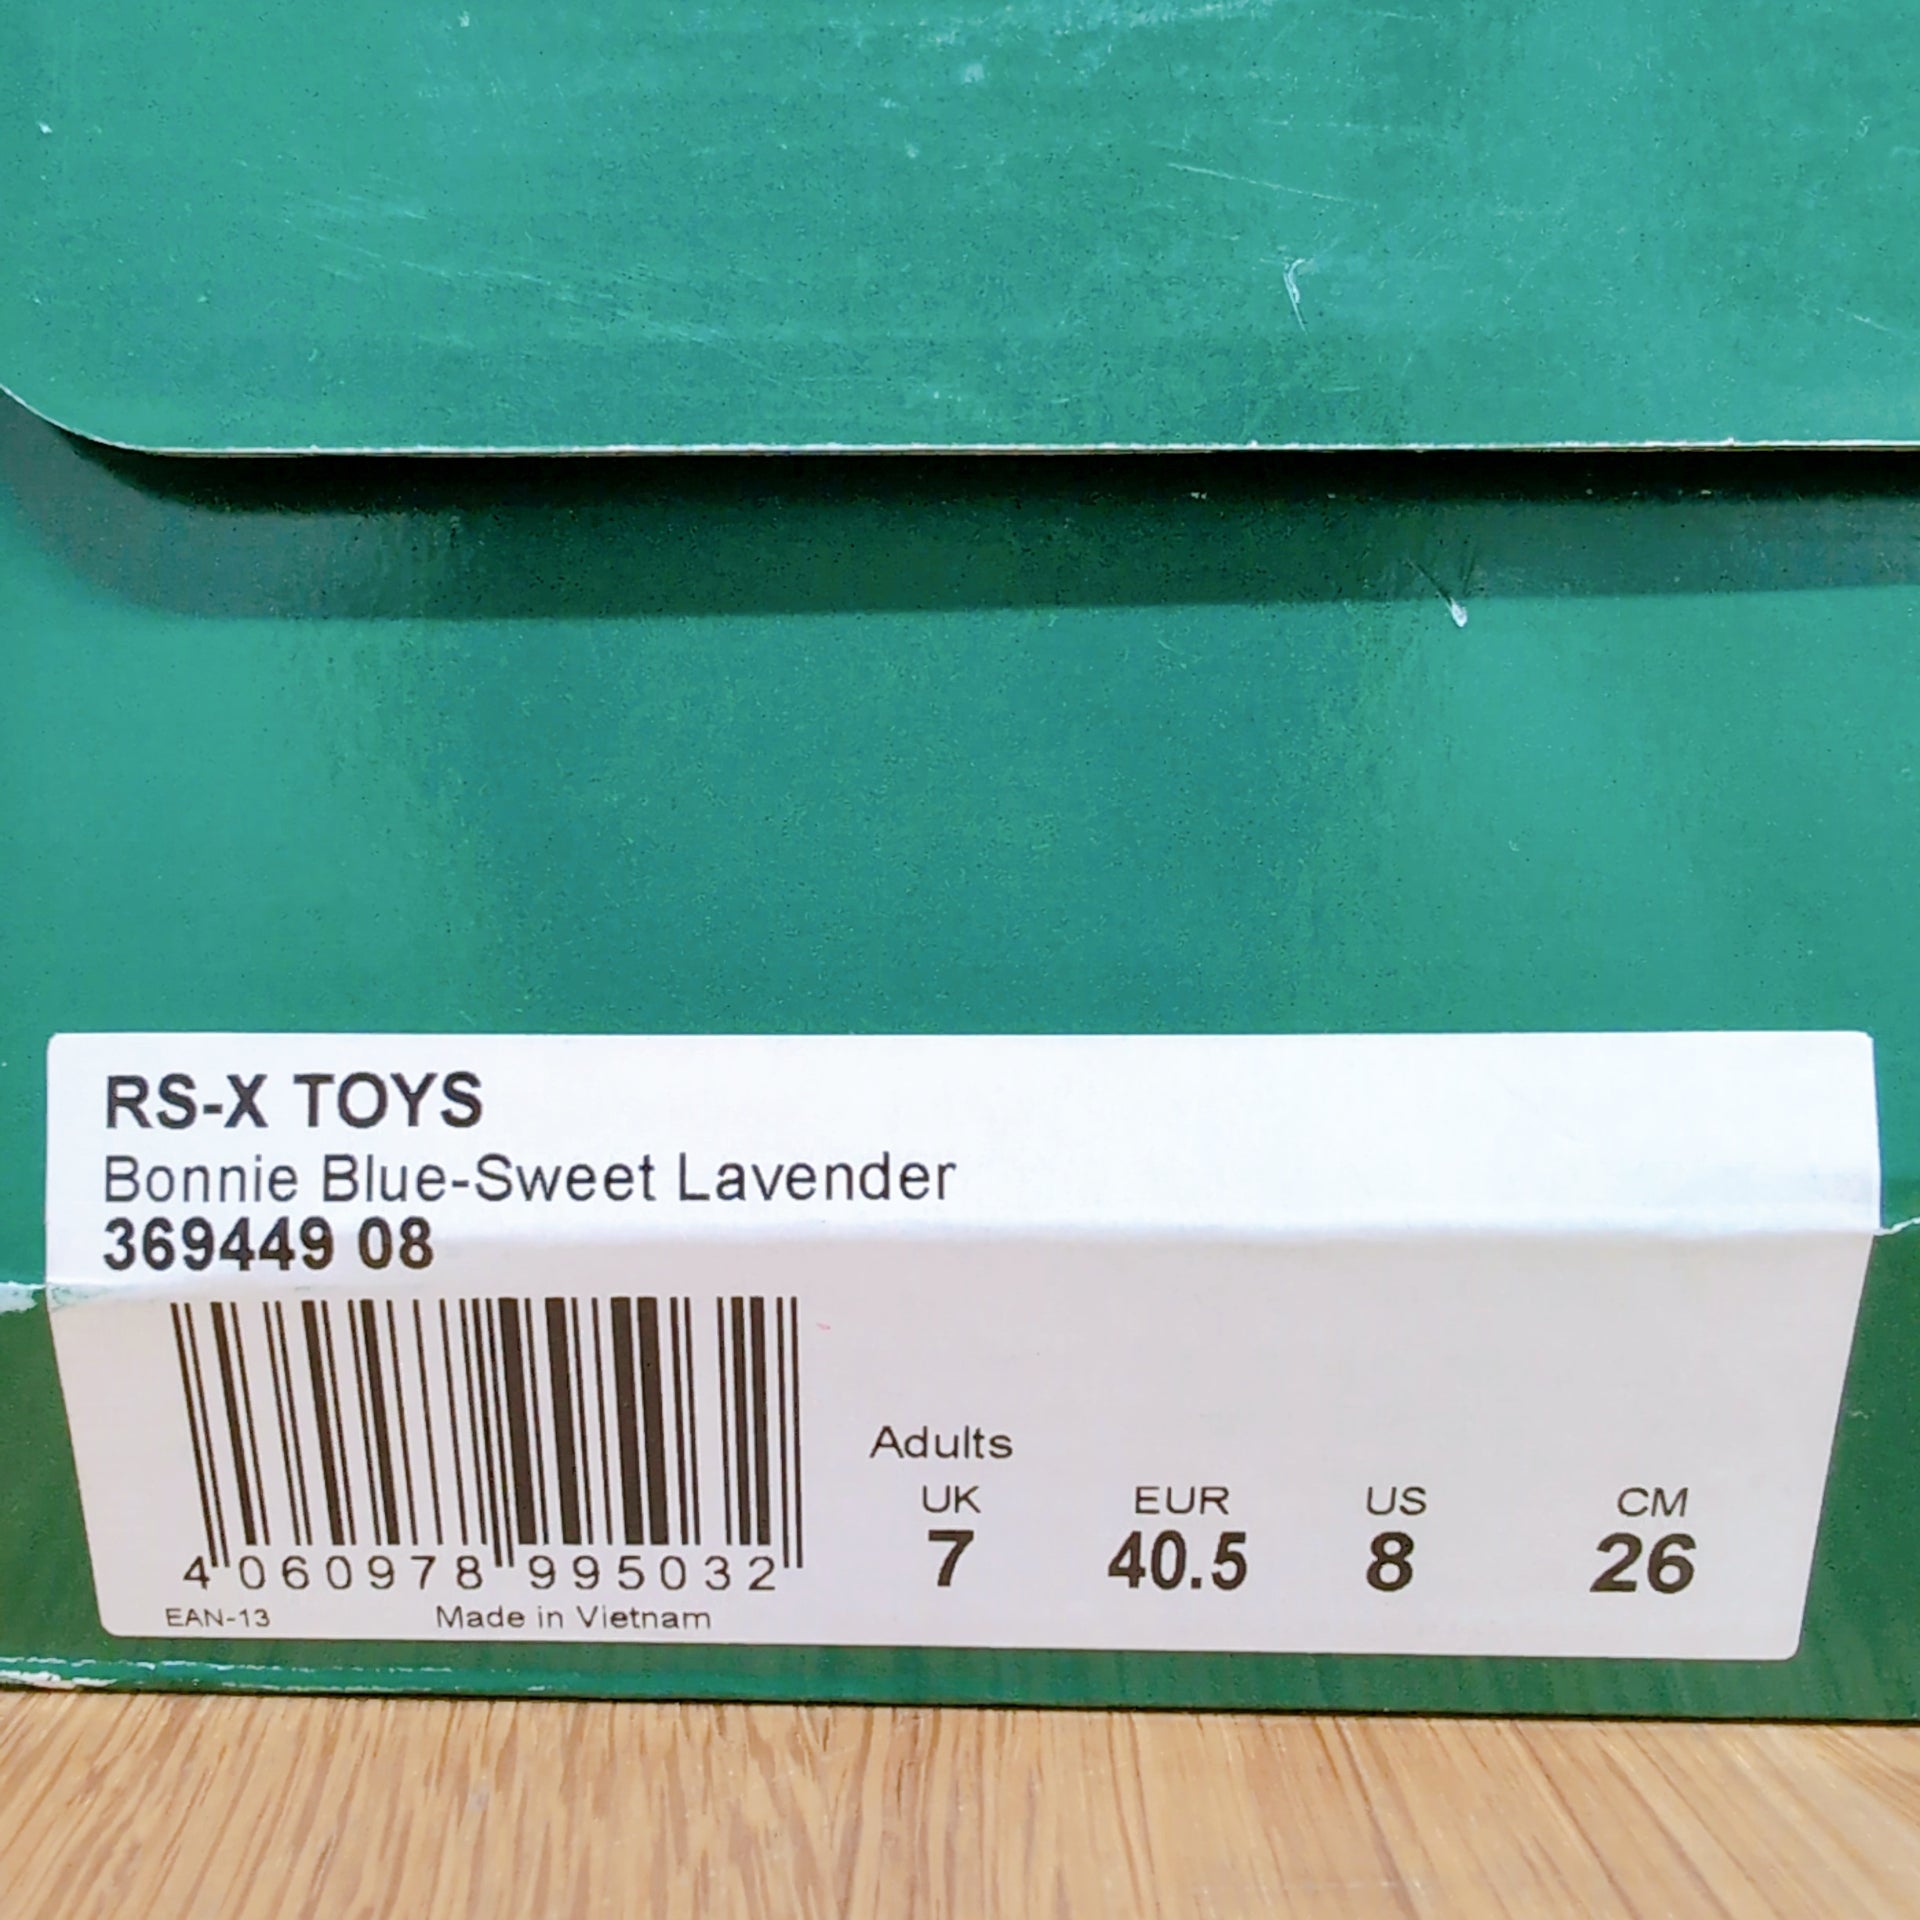 RS-X TOYS
Bonnie Blue-Sweet Lavender
369449 08
Adults
UK EUR US CM
7 40.5 8 26
4 060978 995032
EAN-13 Made in Vietnam